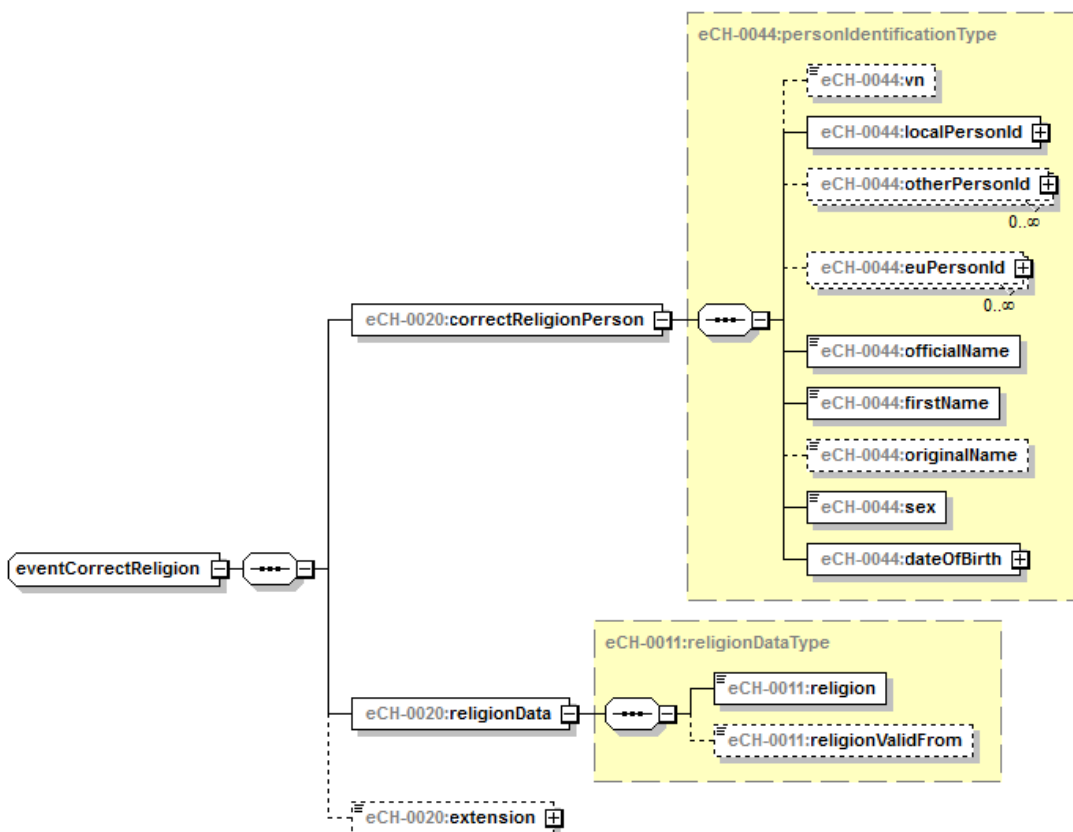 eCH-0044:personIdentificationType
eCH-0044:vn
eCH-0044:localPersonId
eCH-0044:otherPersonId
0..∞
eCH-0044:euPersonId
0..∞
eCH-0020:correctReligionPerson
eCH-0044:officialName
eCH-0044:firstName
eCH-0044:originalName
eCH-0044:sex
eCH-0044:dateOfBirth
eventCorrectReligion
eCH-0011:religionDataType
eCH-0011:religion
eCH-0020:religionData
eCH-0011:religionValidFrom
eCH-0020:extension